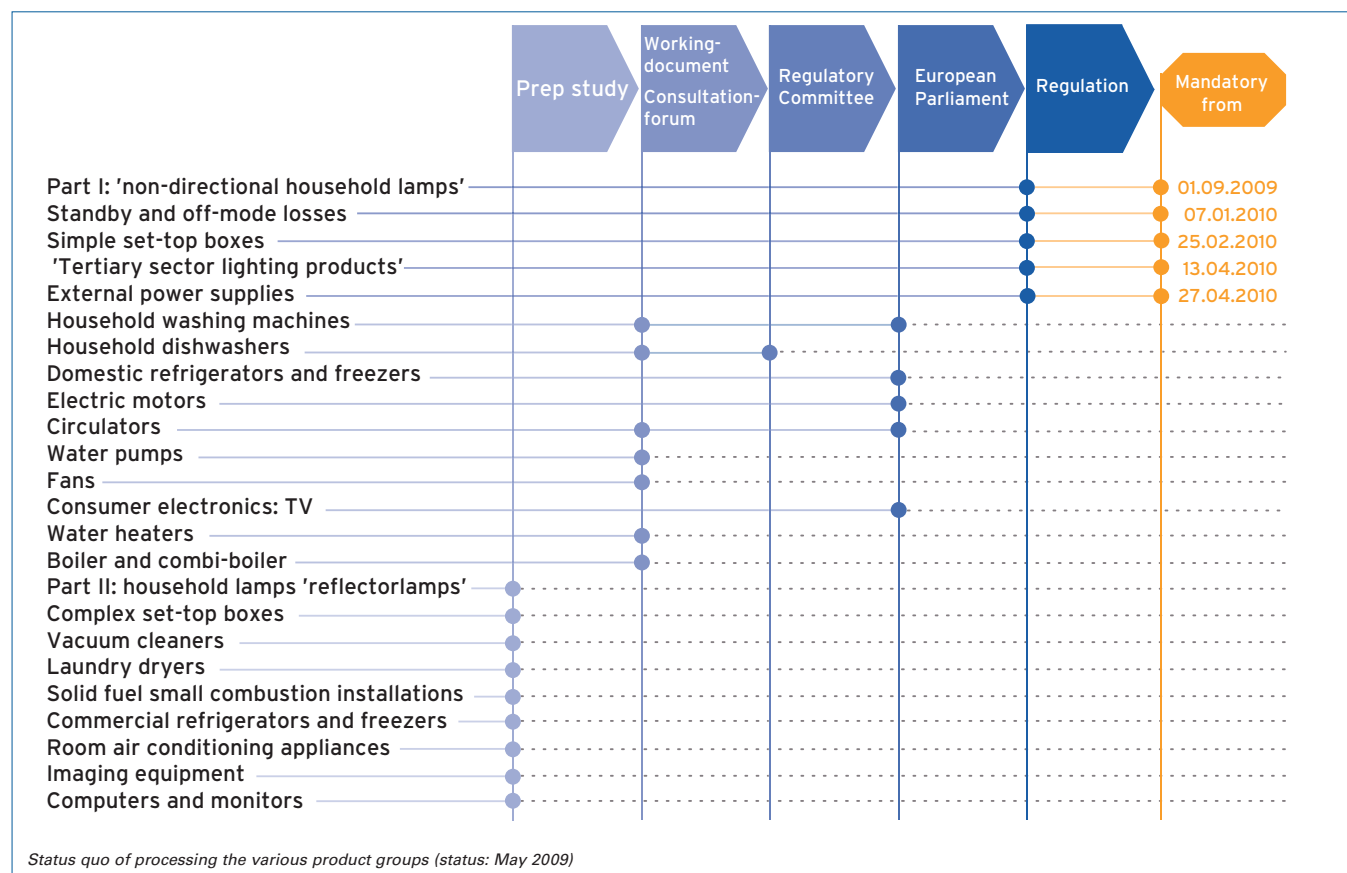 Prep study
Working-
document
Consultation-
forum
Regulatory
Committee
European
Parliament
Regulation
Mandatory
from
Part I: ’non-directional household lamps’ 01.09.2009
Standby and off-mode losses 07.01.2010
Simple set-top boxes 25.02.2010
’Tertiary sector lighting products’ 13.04.2010
External power supplies 27.04.2010
Household washing machines
Household dishwashers
Domestic refrigerators and freezers
Electric motors
Circulators
Water pumps
Fans
Consumer electronics: TV
Water heaters
Boiler and combi-boiler
Part II: household lamps ’reflectorlamps’
Complex set-top boxes
Vacuum cleaners
Laundry dryers
Solid fuel small combustion installations
Commercial refrigerators and freezers
Room air conditioning appliances
Imaging equipment
Computers and monitors
Status quo of processing the various product groups (status: May 2009)